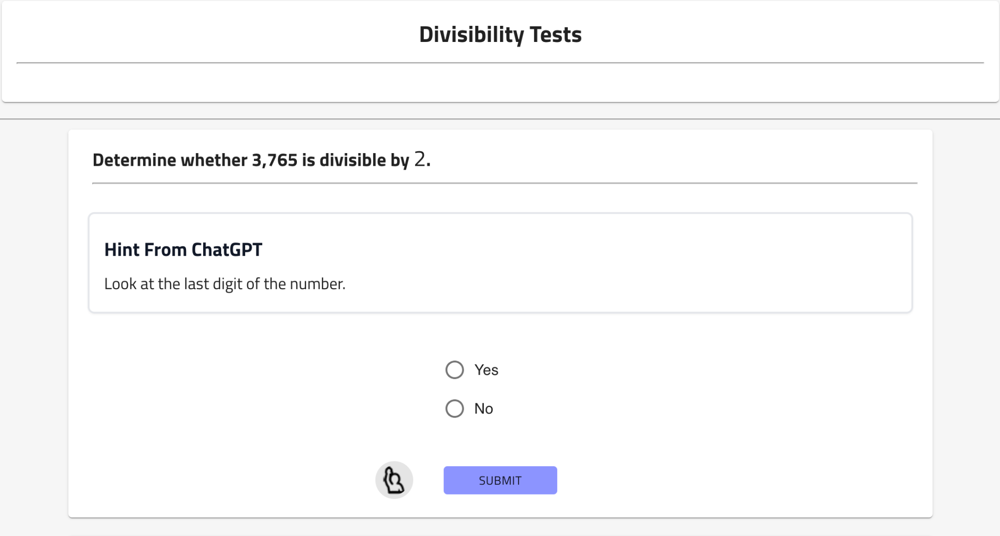 Divisibility Tests
Determine whether 3,765 is divisible by 2.
Hint From ChatGPT
Look at the last digit of the number.
Yes
No
SUBMIT